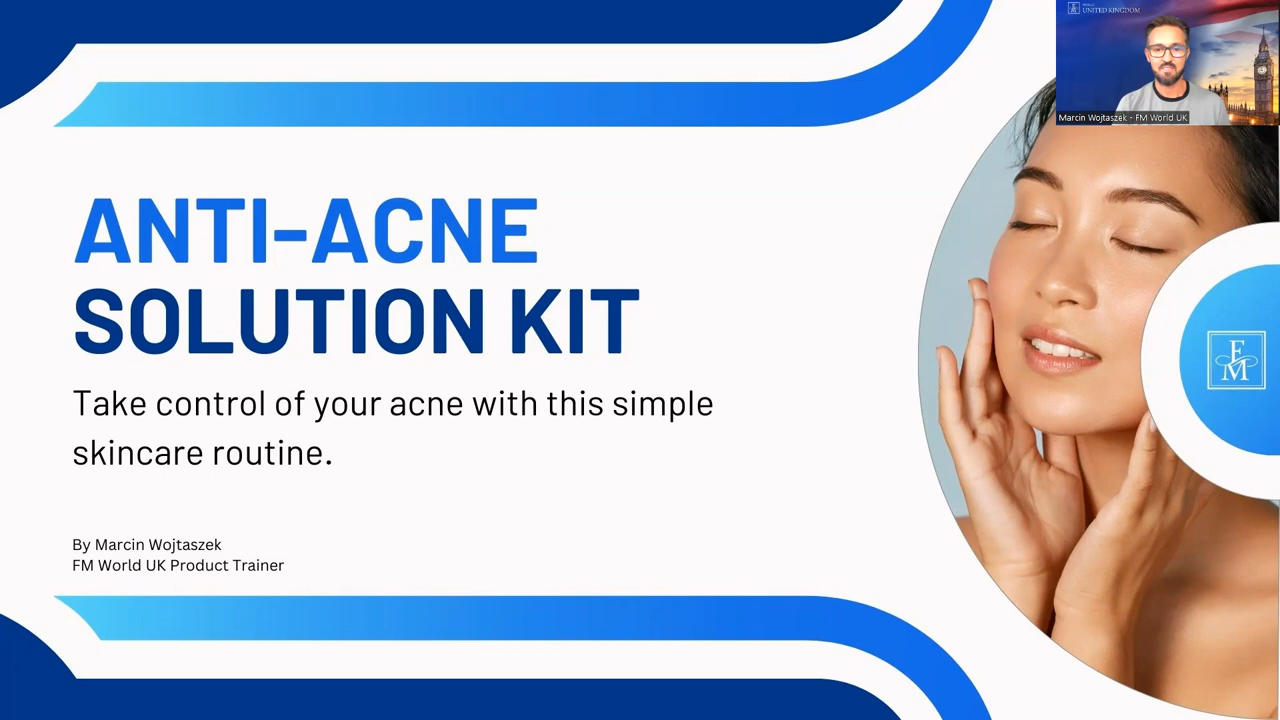 UNITED KINGDOM
Marcin Wojtaszek - FM World UK
ANTI-ACNE
SOLUTION KIT
Take control of your acne with this simple
skincare routine.
By Marcin Wojtaszek
FM World UK Product Trainer
FM